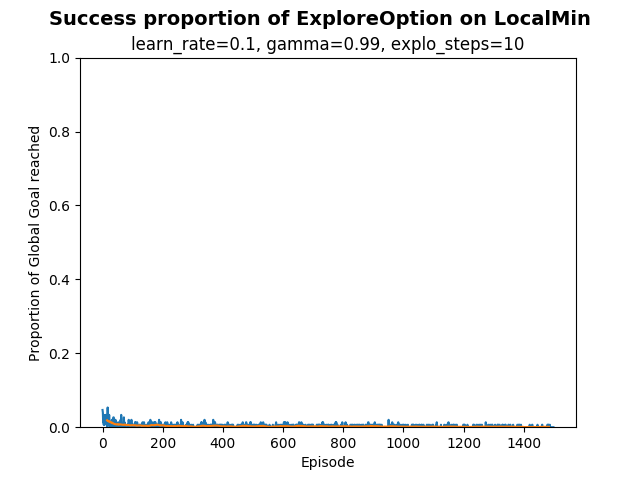 Success proportion of ExploreOption on LocalMin
learn_rate=0.1, gamma=0.99, explo_steps=10
Proportion of Global Goal reached
1.0
0.8
0.6
0.4
0.2
0.0
0 200 400 600 800 1000 1200 1400
Episode